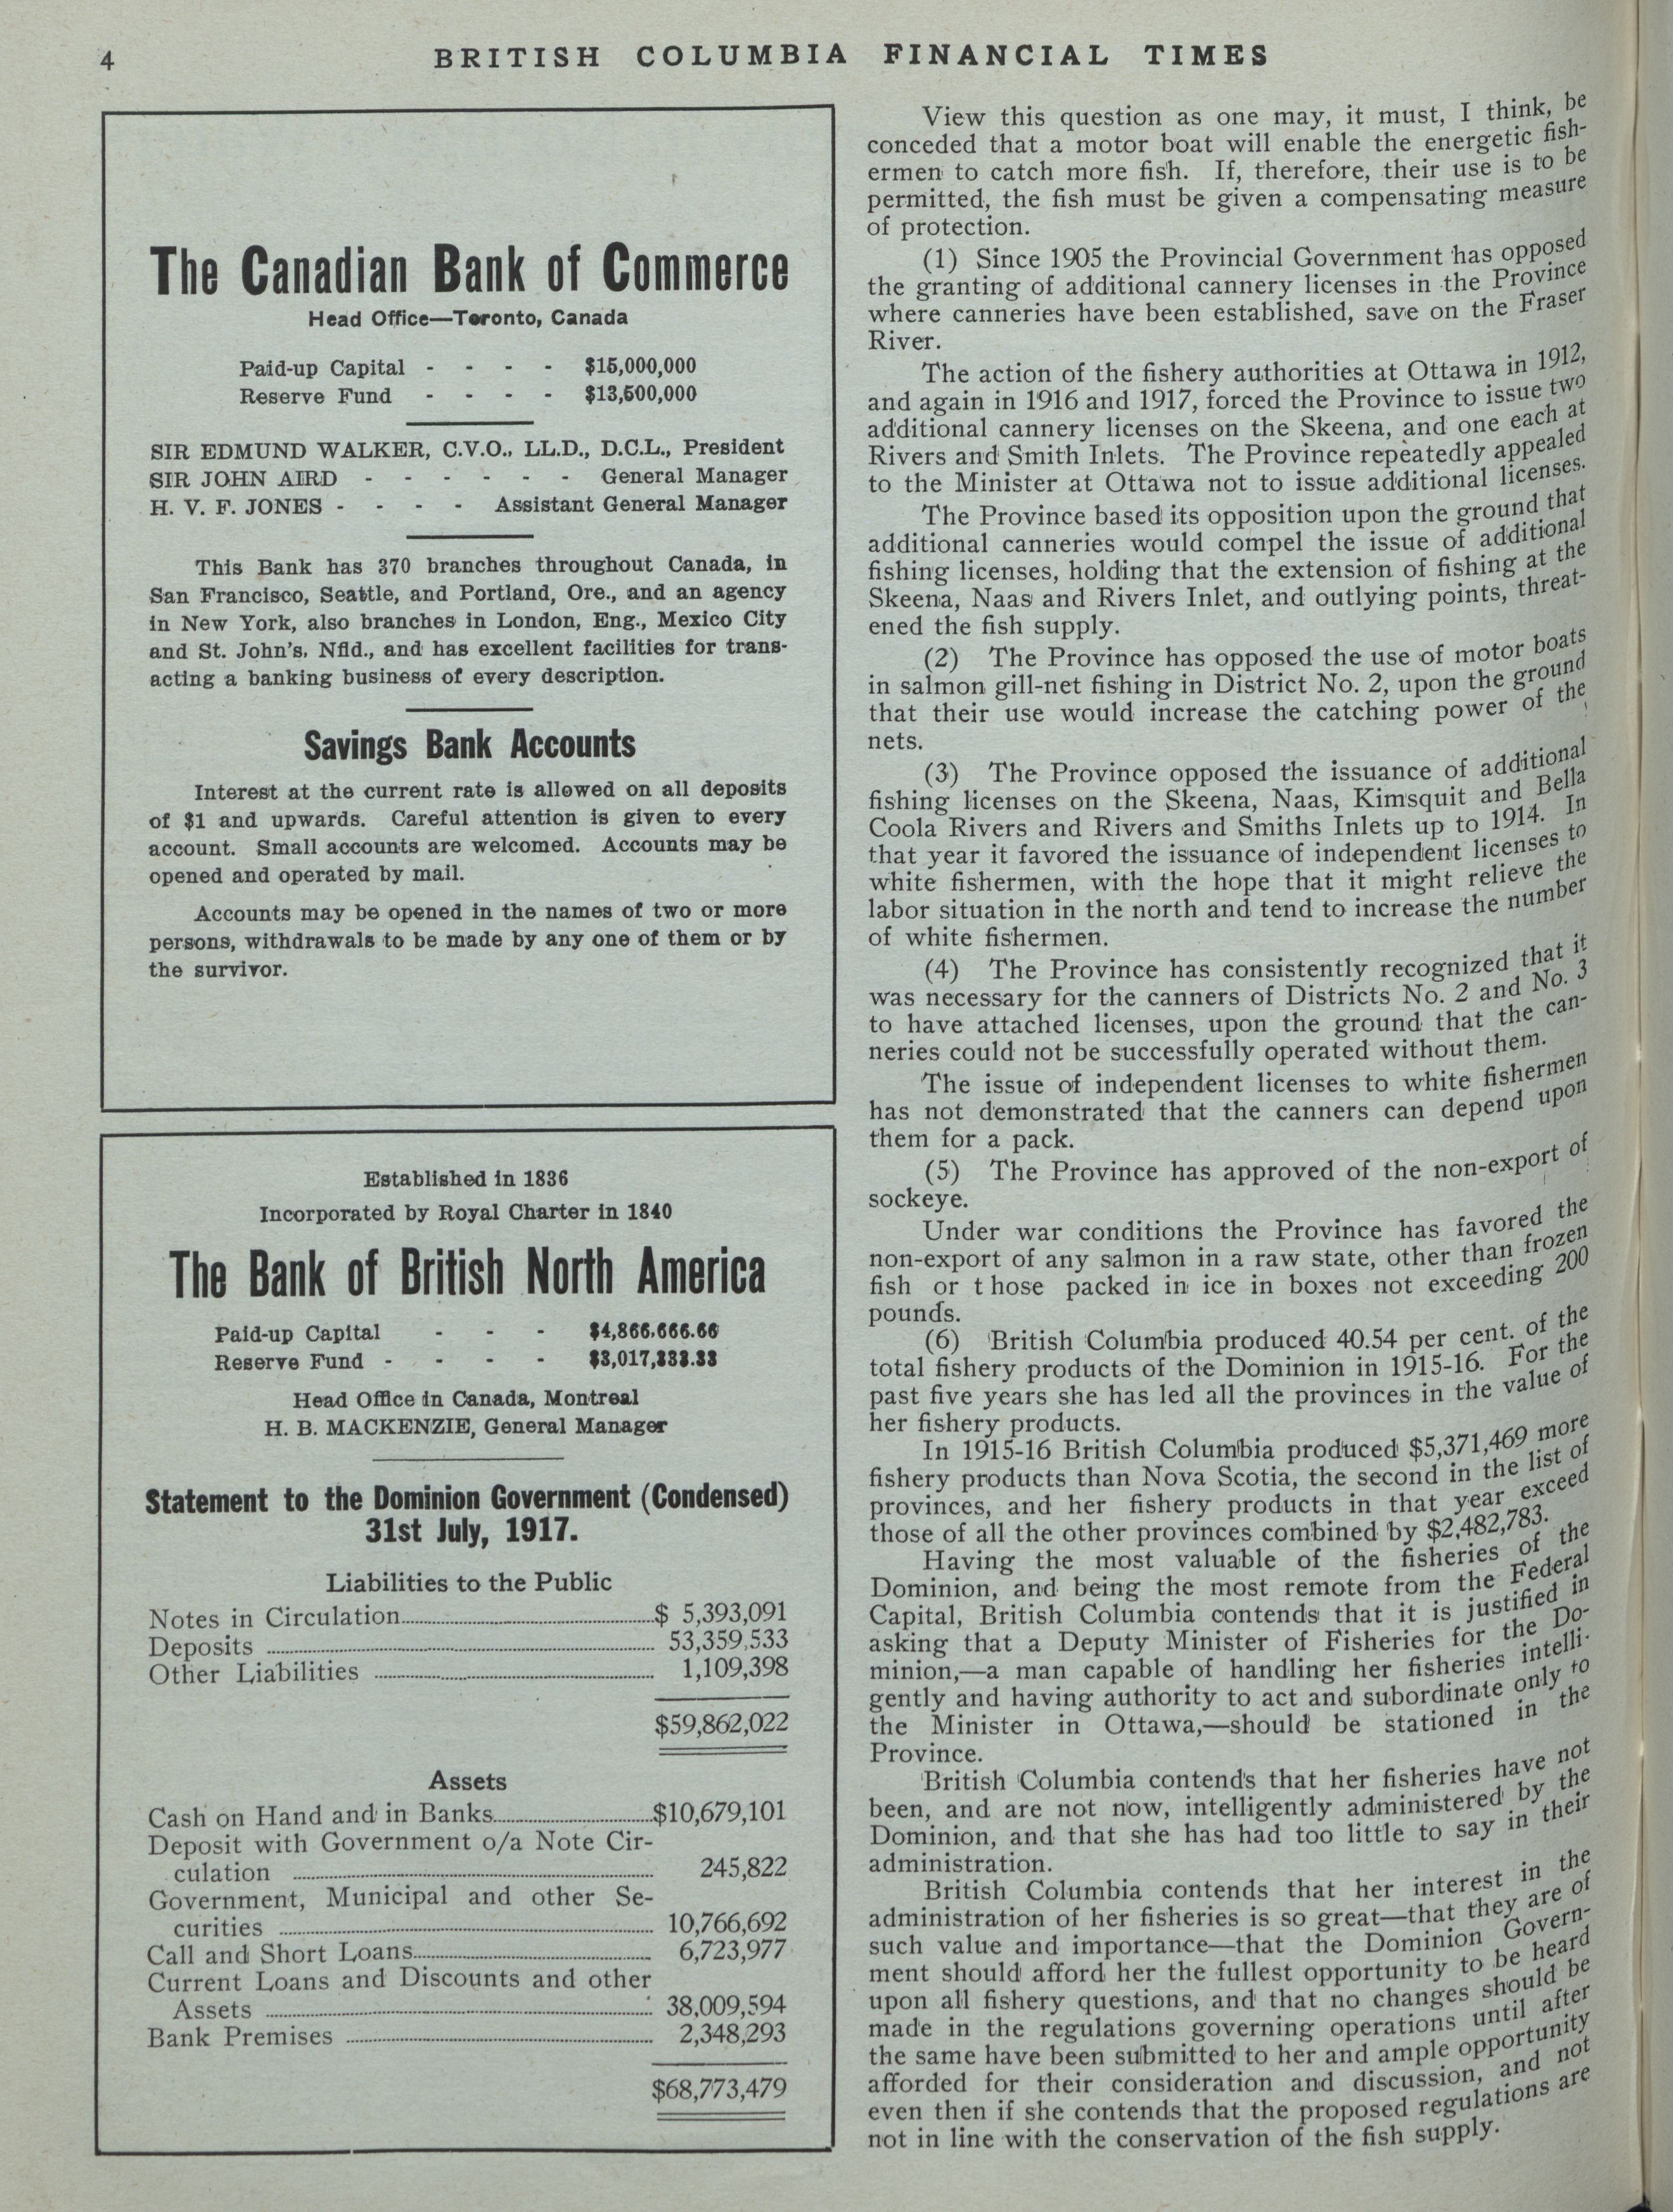 4
BRITISH COLUMBIA FINANCIAL TIMES
The Canadian Bank of Commerce
Head Office—Toronto, Canada
Paid-up Capital - - - - $15,000,000
Reserve Fund - - - - $13,500,000
SIR EDMUND WALKER, C.V.O., LL.D., D.C.L., President
SIR JOHN AIRD - - - - - - General Manager
H. V. F. JONES - - - - Assistant General Manager
This Bank has 370 branches throughout Canada, in
San Francisco, Seattle, and Portland, Ore., and an agency
in New York, also branches in London, Eng., Mexico City
and St. John's, Nfld., and has excellent facilities for trans-
acting a banking business of every description.
Savings Bank Accounts
Interest at the current rate is allowed on all deposits
of $1 and upwards. Careful attention is given to every
account. Small accounts are welcomed. Accounts may be
opened and operated by mail.
Accounts may be opened in the names of two or more
persons, withdrawals to be made by any one of them or by
the survivor.
Established in 1836
Incorporated by Royal Charter in 1840
The Bank of British North America
Paid-up Capital - - - $4,866,666.66
Reserve Fund - - - - $3,017,333.33
Head Office in Canada, Montreal
H. B. MACKENZIE, General Manager
Statement to the Dominion Government (Condensed)
31st July, 1917.
Liabilities to the Public
Notes in Circulation $ 5,393,091
Deposits 53,359,533
Other Liabilities 1,109,398
$59,862,022
Assets
Cash on Hand and in Banks $10,679,101
Deposit with Government o/a Note Cir-
culation 245,822
Government, Municipal and other Se-
curities 10,766,692
Call and Short Loans 6,723,977
Current Loans and Discounts and other
Assets 38,009,594
Bank Premises 2,348,293
$68,773,479
View this question as one may, it must, I think, be
conceded that a motor boat will enable the energetic fish-
ermen to catch more fish. If, therefore, their use is to be
permitted, the fish must be given a compensating measure
of protection.
(1) Since 1905 the Provincial Government has opposed
the granting of additional cannery licenses in the Province
where canneries have been established, save on the Fraser
River.
The action of the fishery authorities at Ottawa in 1912,
and again in 1916 and 1917, forced the Province to issue two
additional cannery licenses on the Skeena, and one each at
Rivers and Smith Inlets. The Province repeatedly appealed
to the Minister at Ottawa not to issue additional licenses.
The Province based its opposition upon the ground that
additional canneries would compel the issue of additional
fishing licenses, holding that the extension of fishing at the
Skeena, Naas and Rivers Inlet, and outlying points, threat-
ened the fish supply.
(2) The Province has opposed the use of motor boats
in salmon gill-net fishing in District No. 2, upon the ground
that their use would increase the catching power of the
nets.
(3) The Province opposed the issuance of additional
fishing licenses on the Skeena, Naas, Kimsquit and Bella
Coola Rivers and Rivers and Smiths Inlets up to 1914. In
that year it favored the issuance of independent licenses to
white fishermen, with the hope that it might relieve the
labor situation in the north and tend to increase the number
of white fishermen.
(4) The Province has consistently recognized that it
was necessary for the canners of Districts No. 2 and No. 3
to have attached licenses, upon the ground that the can-
neries could not be successfully operated without them.
The issue of independent licenses to white fishermen
has not demonstrated that the canners can depend upon
them for a pack.
(5) The Province has approved of the non-export of
sockeye.
Under war conditions the Province has favored the
non-export of any salmon in a raw state, other than frozen
fish or t hose packed in ice in boxes not exceeding 200
pounds.
(6) British Columbia produced 40.54 per cent. of the
total fishery products of the Dominion in 1915-16. For the
past five years she has led all the provinces in the value of
her fishery products.
In 1915-16 British Columbia produced $5,371,469 more
fishery products than Nova Scotia, the second in the list of
provinces, and her fishery products in that year exceed
those of all the other provinces combined by $2,482,783.
Having the most valuable of the fisheries of the
Dominion, and being the most remote from the Federal
Capital, British Columbia contends that it is justified in
asking that a Deputy Minister of Fisheries for the Do-
minion,—a man capable of handling her fisheries intelli-
gently and having authority to act and subordinate only to
the Minister in Ottawa,—should be stationed in the
Province.
British Columbia contends that her fisheries have not
been, and are not now, intelligently administered by the
Dominion, and that she has had too little to say in their
administration.
British Columbia contends that her interest in the
administration of her fisheries is so great—that they are of
such value and importance—that the Dominion Govern-
ment should afford her the fullest opportunity to be heard
upon all fishery questions, and that no changes should be
made in the regulations governing operations until after
the same have been submitted to her and ample opportunity
afforded for their consideration and discussion, and not
even then if she contends that the proposed regulations are
not in line with the conservation of the fish supply.